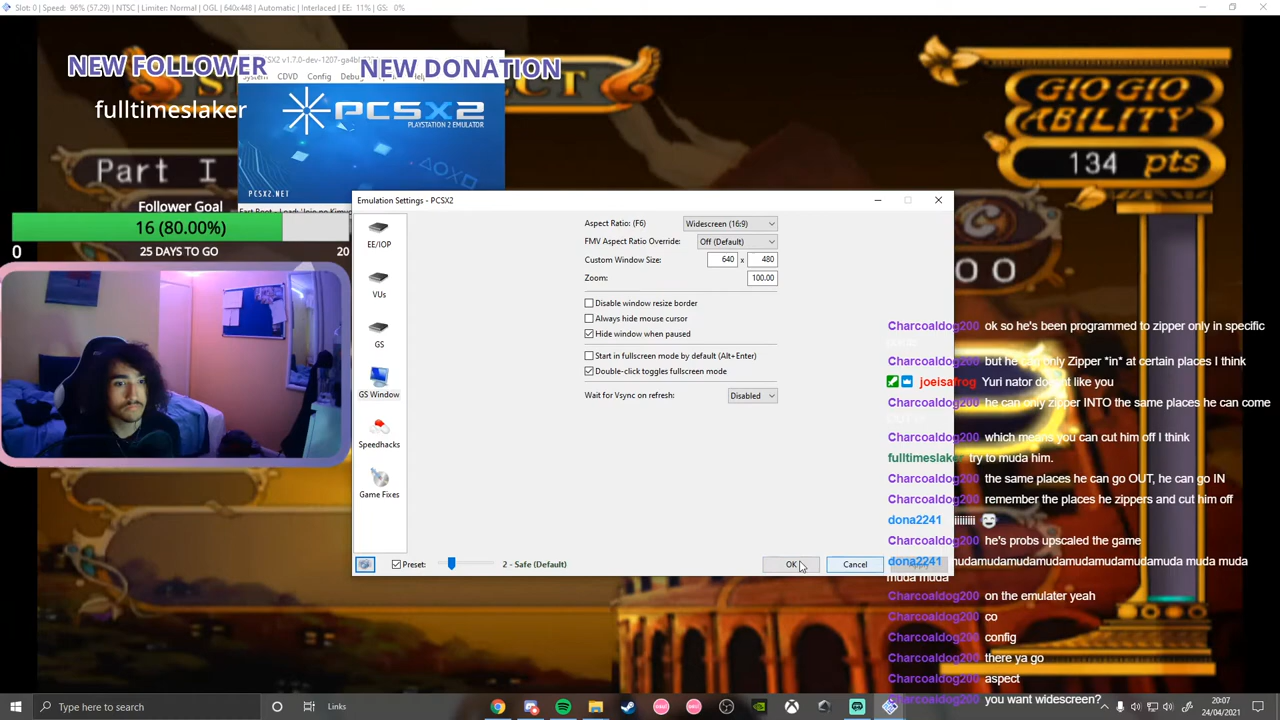 Slot: 0 | Speed: 96% (57.29) | NTSC | Limiter: Normal | OGL | 640x448 | Automatic | Interlaced | EE: 11% | GS: 0%
NEW FOLLOWER
fulltimeslaker
NEW DONATION
CDVD Config
PCSX2
PLAYSTATION 2 EMULATOR
PCSX2.NET
GIO GIO
ABILITY
134 pts
Part I
Follower Goal
16 (80.00%)
0 25 DAYS TO GO 20
Emulation Settings - PCSX2
EE/IOP
VUs
GS
GS Window
Speedhacks
Game Fixes
Aspect Ratio: (F6) Widescreen (16:9)
FMV Aspect Ratio Override: Off (Default)
Custom Window Size: 640 x 480
Zoom: 100.00
Disable window resize border
Always hide mouse cursor
Hide window when paused
Start in fullscreen mode by default (Alt+Enter)
Double-click toggles fullscreen mode
Wait for Vsync on refresh: Disabled
Preset: 2 - Safe (Default)
OK Cancel
Charcoaldog200 ok so he's been programmed to zipper only in specific
Charcoaldog200 but he can only Zipper *in* at certain places I think
joeisafrog Yuri nator doesnt like you
Charcoaldog200 he can only zipper INTO the same places he can come
Charcoaldog200 which means you can cut him off I think
fulltimeslaker try to muda him.
Charcoaldog200 the same places he can go OUT, he can go IN
Charcoaldog200 remember the places he zippers and cut him off
dona2241 iiiiiiiii
Charcoaldog200 he's probs upscaled the game
dona2241 mudamudamudamudamudamudamudamuda muda muda
muda muda
Charcoaldog200 on the emulater yeah
Charcoaldog200 co
Charcoaldog200 config
Charcoaldog200 there ya go
Charcoaldog200 aspect
Charcoaldog200 you want widescreen?
Type here to search
Links
20:07
24/04/2021